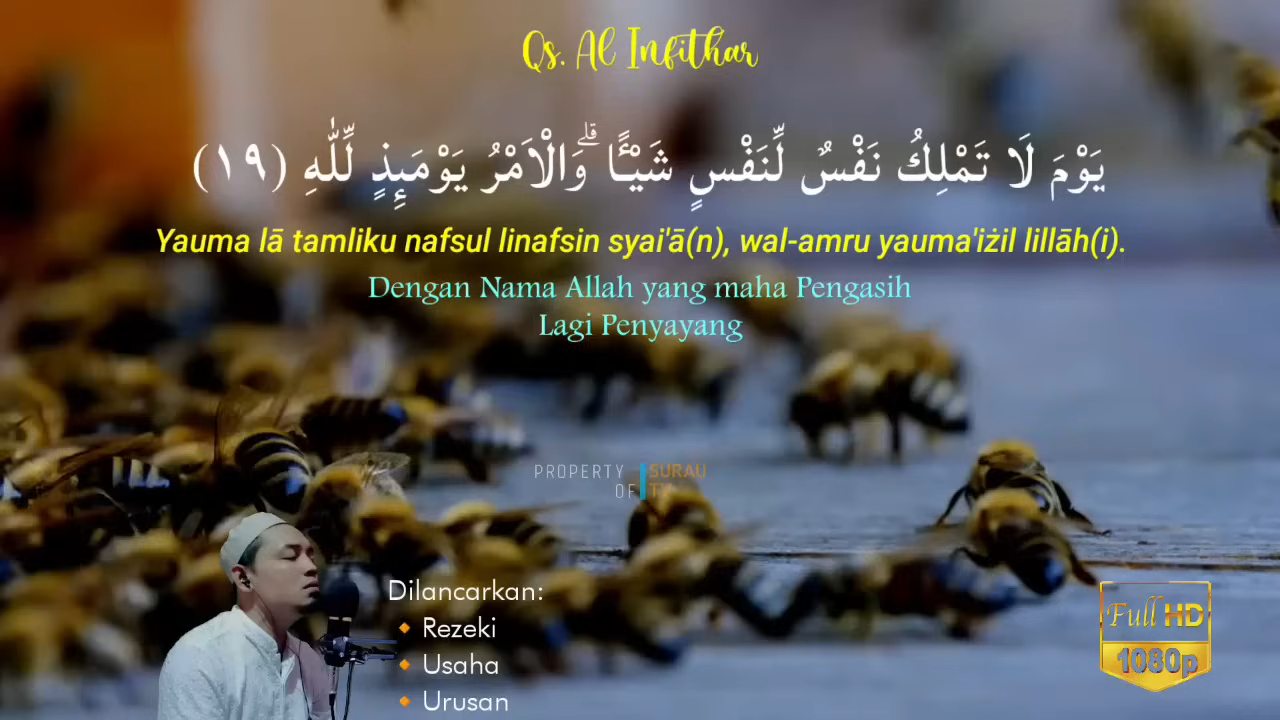 Qs. Al Infithar
يَوْمَ لَا تَمْلِكُ نَفْسٌ لِّنَفْسٍ شَيْـًٔا ۗوَالْاَمْرُ يَوْمَىِٕذٍ لِّلّٰهِ (١٩)
Yauma lā tamliku nafsul linafsin syai'ā(n), wal-amru yauma'iżil lillāh(i).
Dengan Nama Allah yang maha Pengasih
Lagi Penyayang
PROPERTY OF
SURAU
Dilancarkan:
🔸 Rezeki
🔸 Usaha
🔸 Urusan
Full HD
1080p